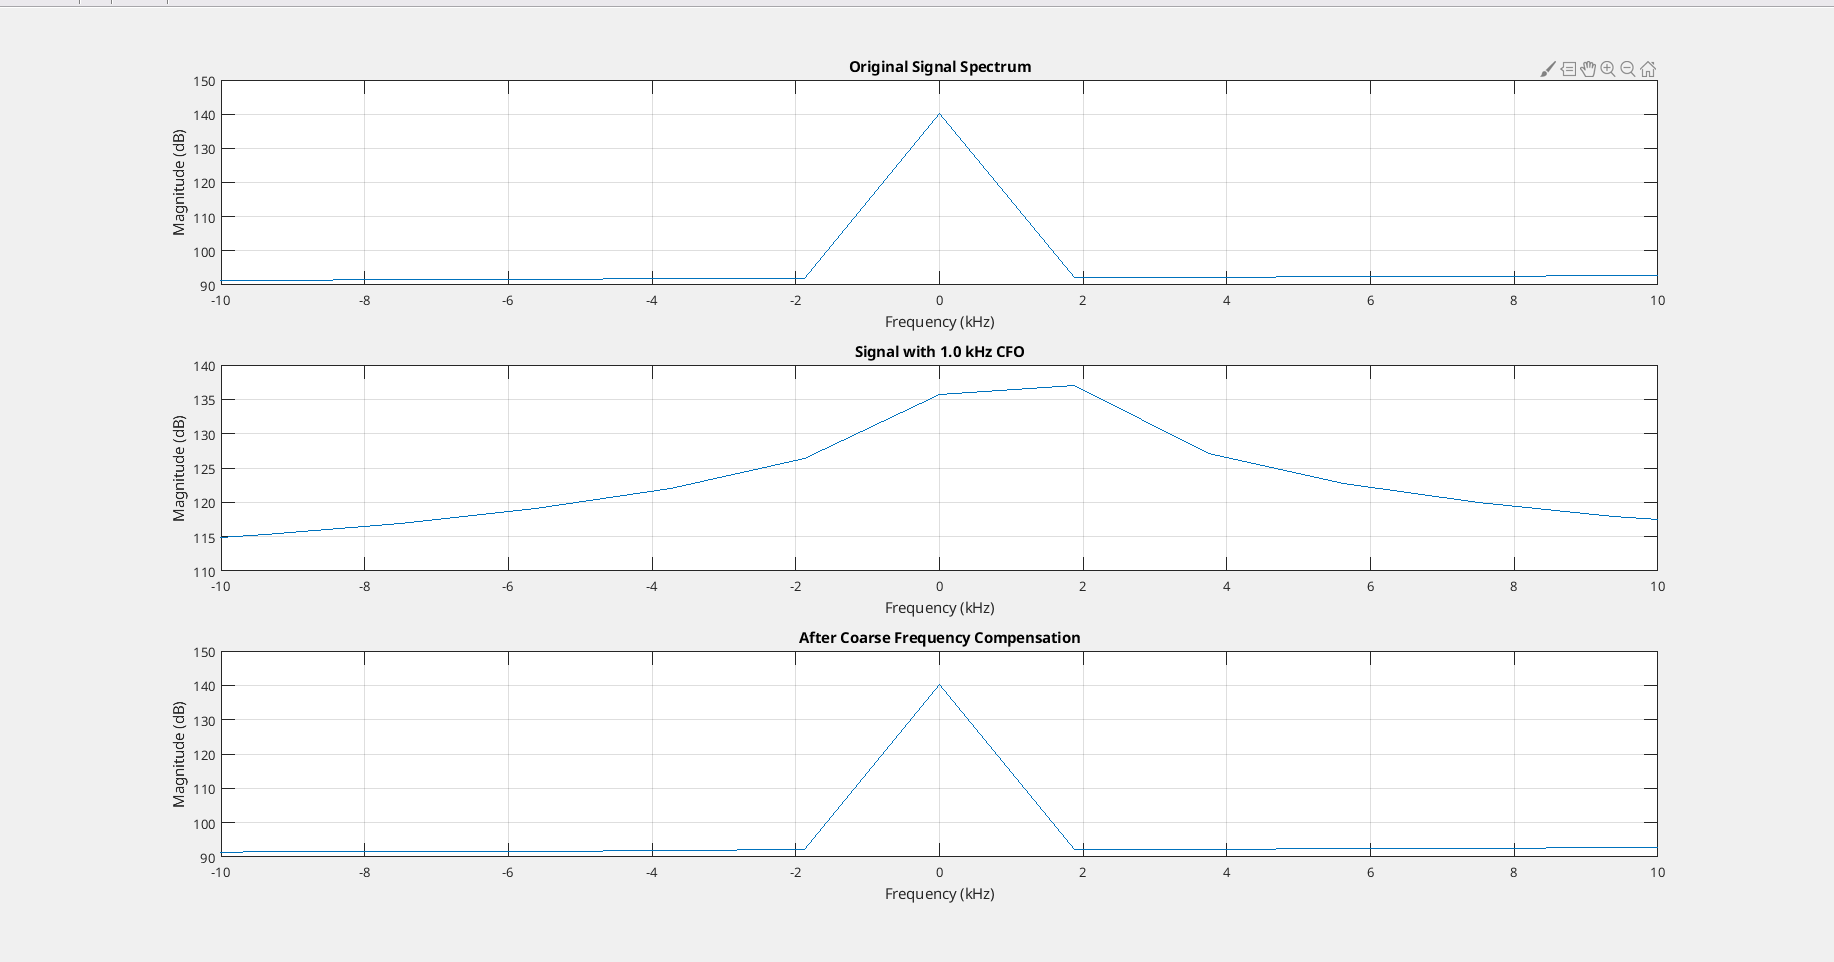 Original Signal Spectrum
150
140
130
120
110
100
90
Magnitude (dB)
-10 -8 -6 -4 -2 0 2 4 6 8 10
Frequency (kHz)
Signal with 1.0 kHz CFO
140
135
130
125
120
115
110
Magnitude (dB)
-10 -8 -6 -4 -2 0 2 4 6 8 10
Frequency (kHz)
After Coarse Frequency Compensation
150
140
130
120
110
100
90
Magnitude (dB)
-10 -8 -6 -4 -2 0 2 4 6 8 10
Frequency (kHz)